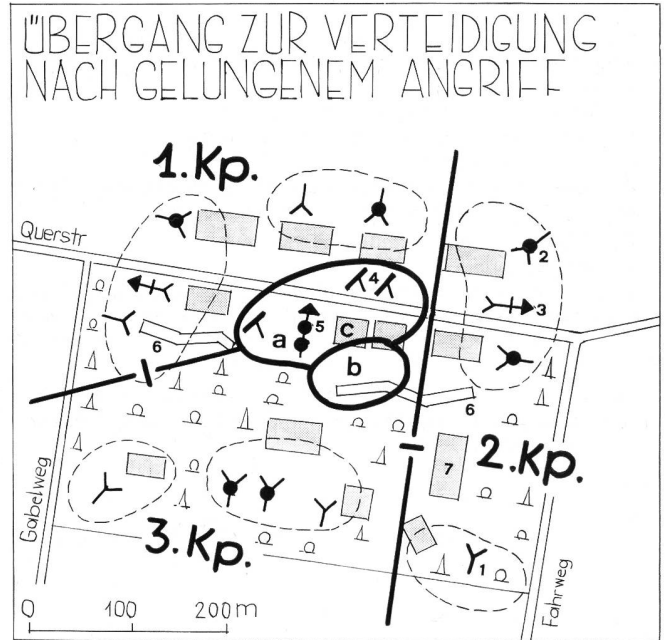 ÜBERGANG ZUR VERTEIDIGUNG
NACH GELUNGENEM ANGRIFF
1.Kp.
Querstr
2
4
3
5
c
a
6
b
6
2.Kp.
7
Gabelweg
3.Kp.
1
Fahrweg
0 100 200m